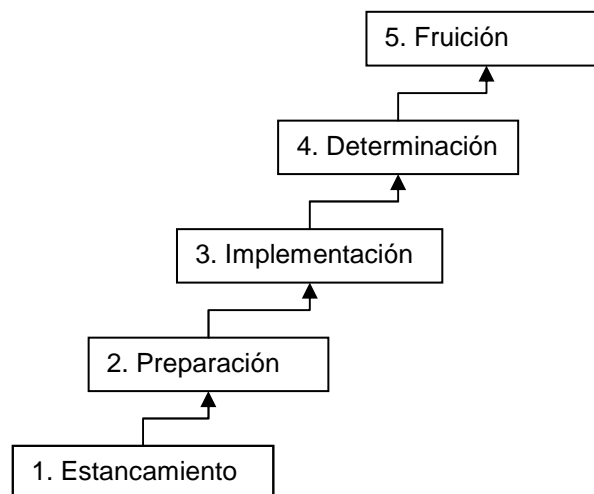 5. Fruición
4. Determinación
3. Implementación
2. Preparación
1. Estancamiento